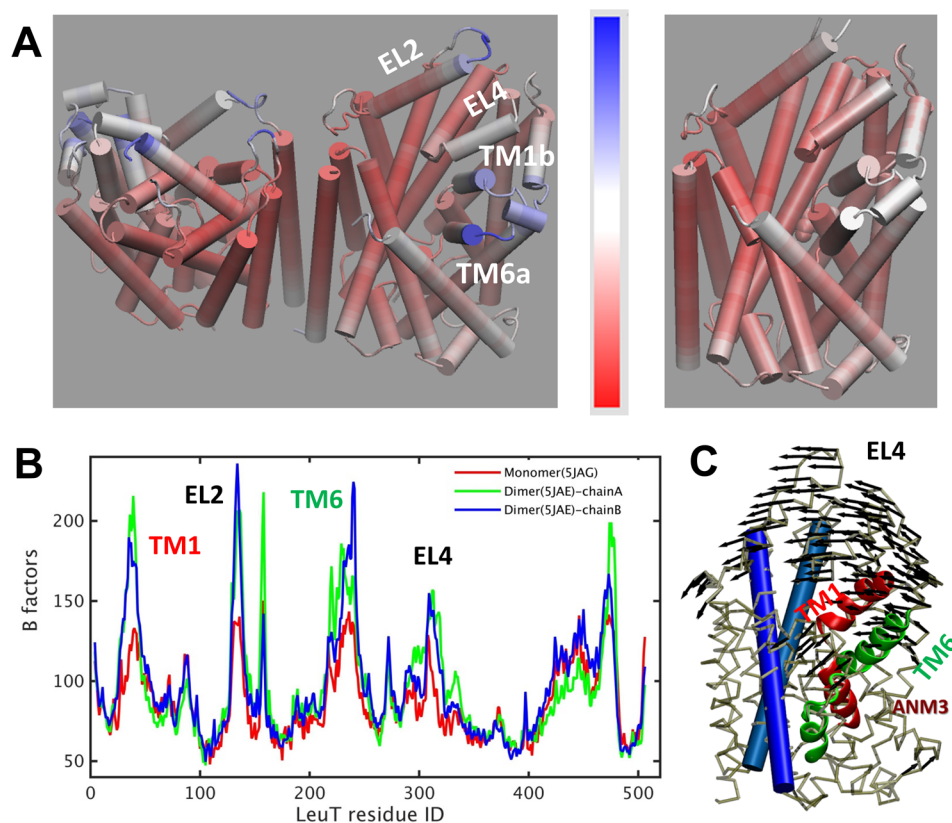 A
EL2
EL4
TM1b
TM6a
B
B factors
200
150
100
50
0
100
200
300
400
500
LeuT residue ID
TM1
EL2
TM6
EL4
Monomer(5JAG)
Dimer(5JAE)-chainA
Dimer(5JAE)-chainB
C
EL4
TM1
TM6
ANM3